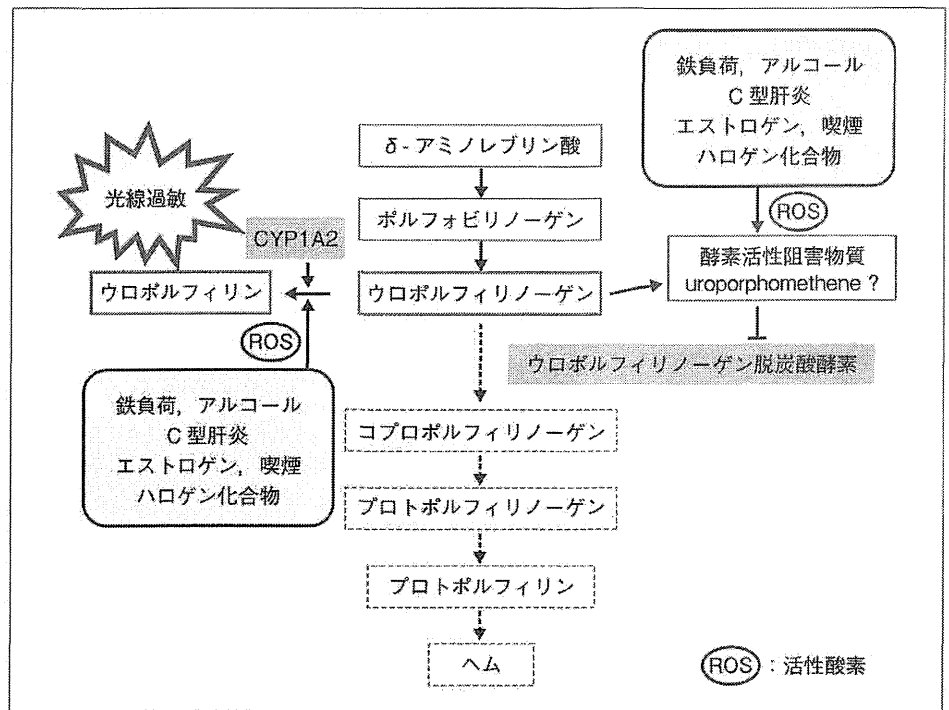 鉄負荷，アルコール
C 型肝炎
エストロゲン，喫煙
ハロゲン化合物
δ - アミノレブリン酸
光線過敏
ROS
ポルフォビリノーゲン
CYP1A2
酵素活性阻害物質
uroporphomethene ?
ウロポルフィリン
ウロポルフィリノーゲン
ROS
ウロポルフィリノーゲン脱炭酸酵素
鉄負荷，アルコール
C 型肝炎
エストロゲン，喫煙
ハロゲン化合物
コプロポルフィリノーゲン
プロトポルフィリノーゲン
プロトポルフィリン
ヘム
ROS ：活性酸素